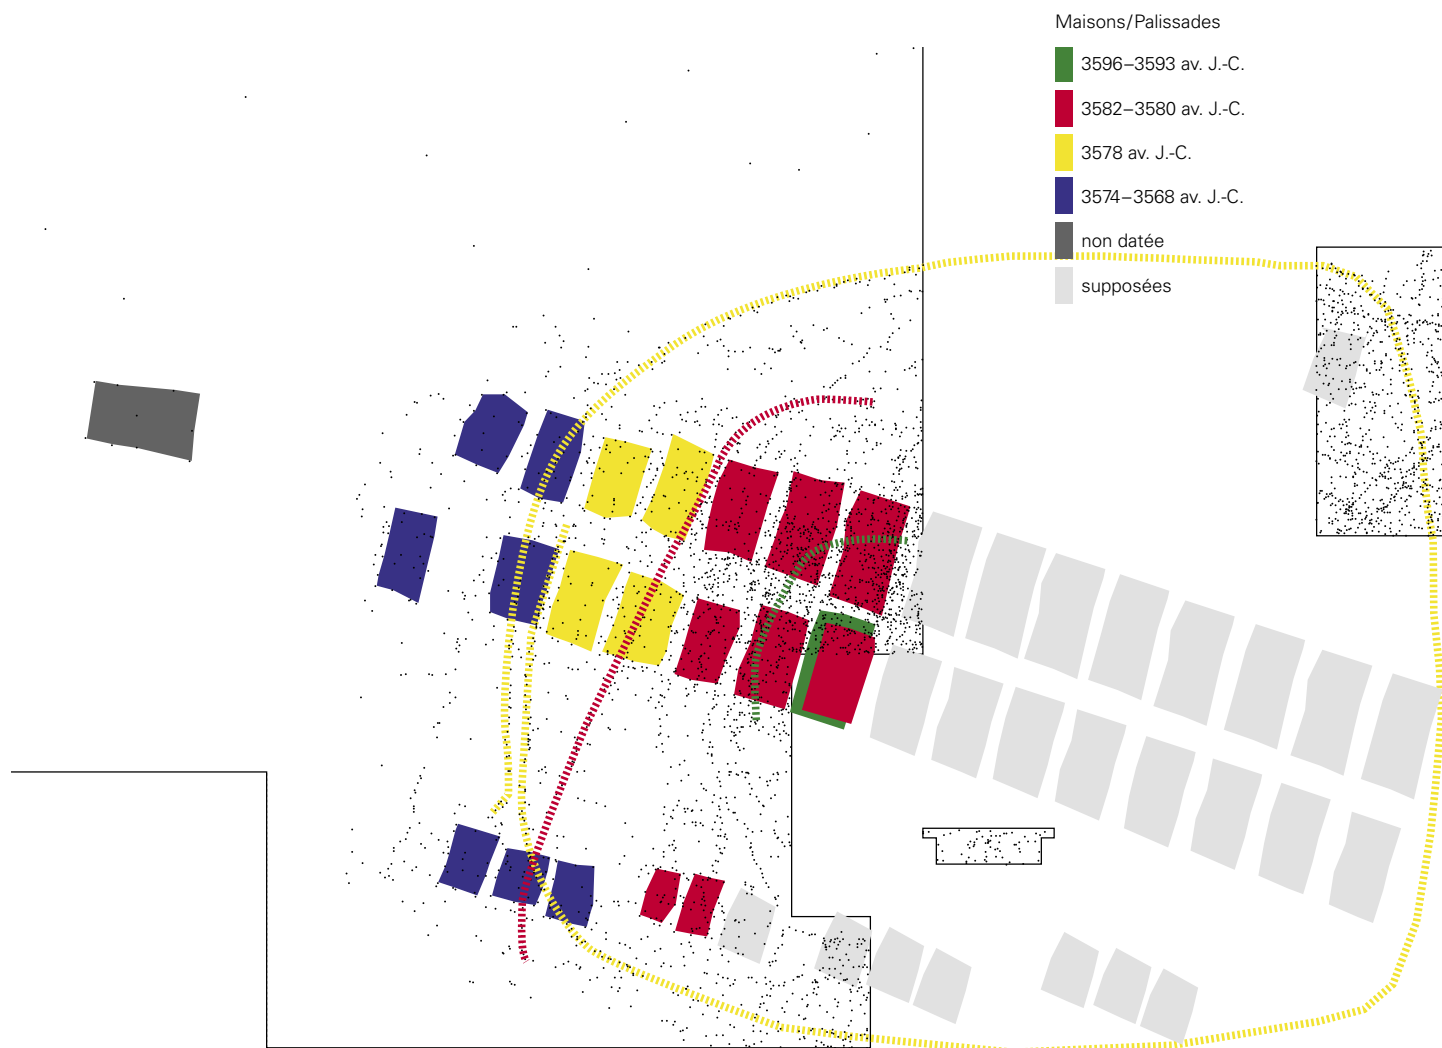 Maisons/Palissades
3596–3593 av. J.-C.
3582–3580 av. J.-C.
3578 av. J.-C.
3574–3568 av. J.-C.
non datée
supposées